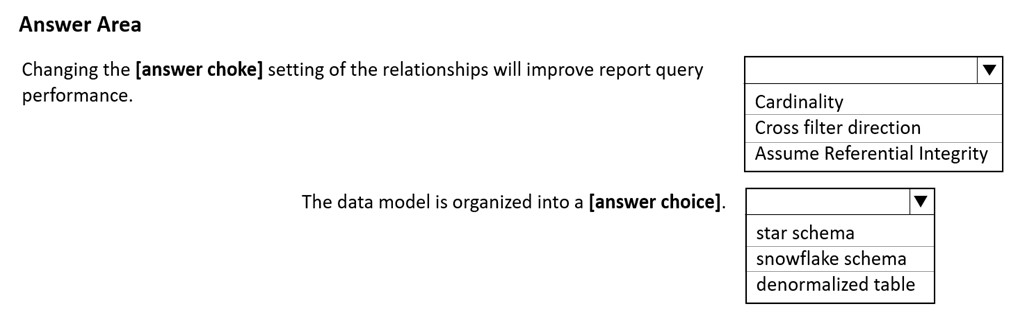 Answer Area
Changing the [answer choke] setting of the relationships will improve report query
performance.
Cardinality
Cross filter direction
Assume Referential Integrity
The data model is organized into a [answer choice].
star schema
snowflake schema
denormalized table